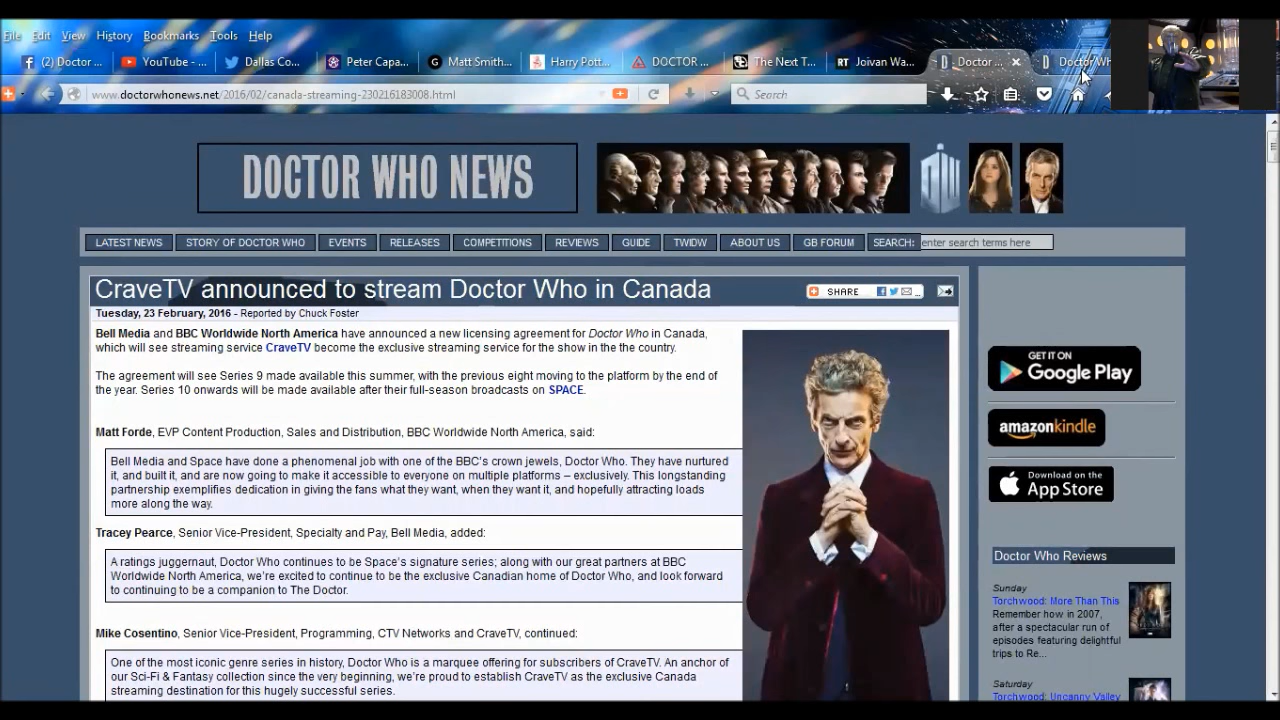 File Edit View History Bookmarks Tools Help
(2) Doctor ... YouTube - ... Dallas Co... Peter Capa... Matt Smith... Harry Pott... DOCTOR ... The Next T... RT Joivan Wa... Doctor ... Doctor Wh
www.doctorwhonews.net/2016/02/canada-streaming-230216183008.html
Search
DOCTOR WHO NEWS
LATEST NEWS STORY OF DOCTOR WHO EVENTS RELEASES COMPETITIONS REVIEWS GUIDE TWIDW ABOUT US GB FORUM SEARCH: enter search terms here
CraveTV announced to stream Doctor Who in Canada
SHARE
Tuesday, 23 February, 2016 - Reported by Chuck Foster
Bell Media and BBC Worldwide North America have announced a new licensing agreement for Doctor Who in Canada,
which will see streaming service CraveTV become the exclusive streaming service for the show in the the country.
The agreement will see Series 9 made available this summer, with the previous eight moving to the platform by the end of
the year. Series 10 onwards will be made available after their full-season broadcasts on SPACE.
Matt Forde, EVP Content Production, Sales and Distribution, BBC Worldwide North America, said:
Bell Media and Space have done a phenomenal job with one of the BBC's crown jewels, Doctor Who. They have nurtured
it, and built it, and are now going to make it accessible to everyone on multiple platforms – exclusively. This longstanding
partnership exemplifies dedication in giving the fans what they want, when they want it, and hopefully attracting loads
more along the way.
Tracey Pearce, Senior Vice-President, Specialty and Pay, Bell Media, added:
A ratings juggernaut, Doctor Who continues to be Space's signature series; along with our great partners at BBC
Worldwide North America, we're excited to continue to be the exclusive Canadian home of Doctor Who, and look forward
to continuing to be a companion to The Doctor.
Mike Cosentino, Senior Vice-President, Programming, CTV Networks and CraveTV, continued:
One of the most iconic genre series in history, Doctor Who is a marquee offering for subscribers of CraveTV. An anchor of
our Sci-Fi & Fantasy collection since the very beginning, we're proud to establish CraveTV as the exclusive Canada
streaming destination for this hugely successful series.
GET IT ON
Google Play
amazonkindle
Download on the
App Store
Doctor Who Reviews
Sunday
Torchwood: More Than This
Remember how in 2007,
after a spectacular run of
episodes featuring delightful
trips to Re...
Saturday
Torchwood: Uncanny Valley